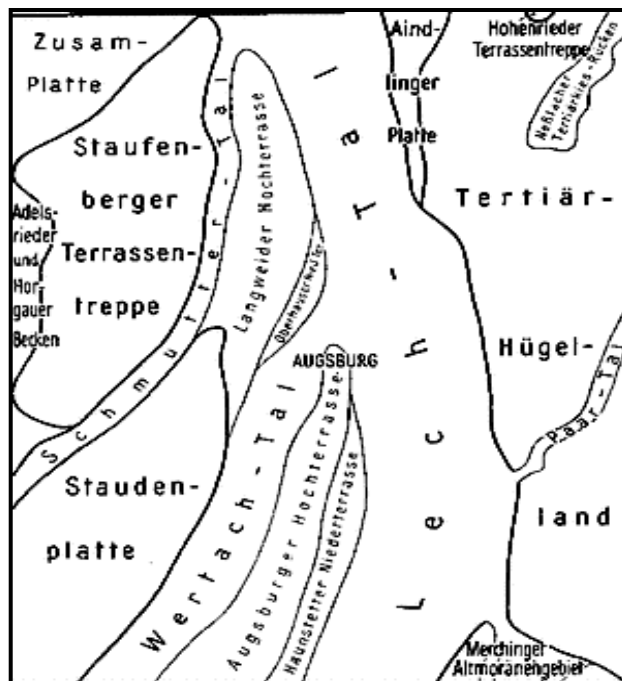 Zusam-
Platte
Staufen-
berger
Terrassen-
treppe
Adels-
rieder
und
Hor-
gauer
Becken
Schmutter-Tal
Langweider Hochterrasse
AUGSBURG
Stauden-
platte
Wertach-Tal
Augsburger Hochterrasse
Haunstetter Niederterrasse
Lech-Tal
Aind-
linger
Platte
Hohenrieder
Terrassentreppe
Tertiärkies-Rücken
Tertiär-
Hügel-
land
Paar-Tal
Merchinger
Altmoränengebiet